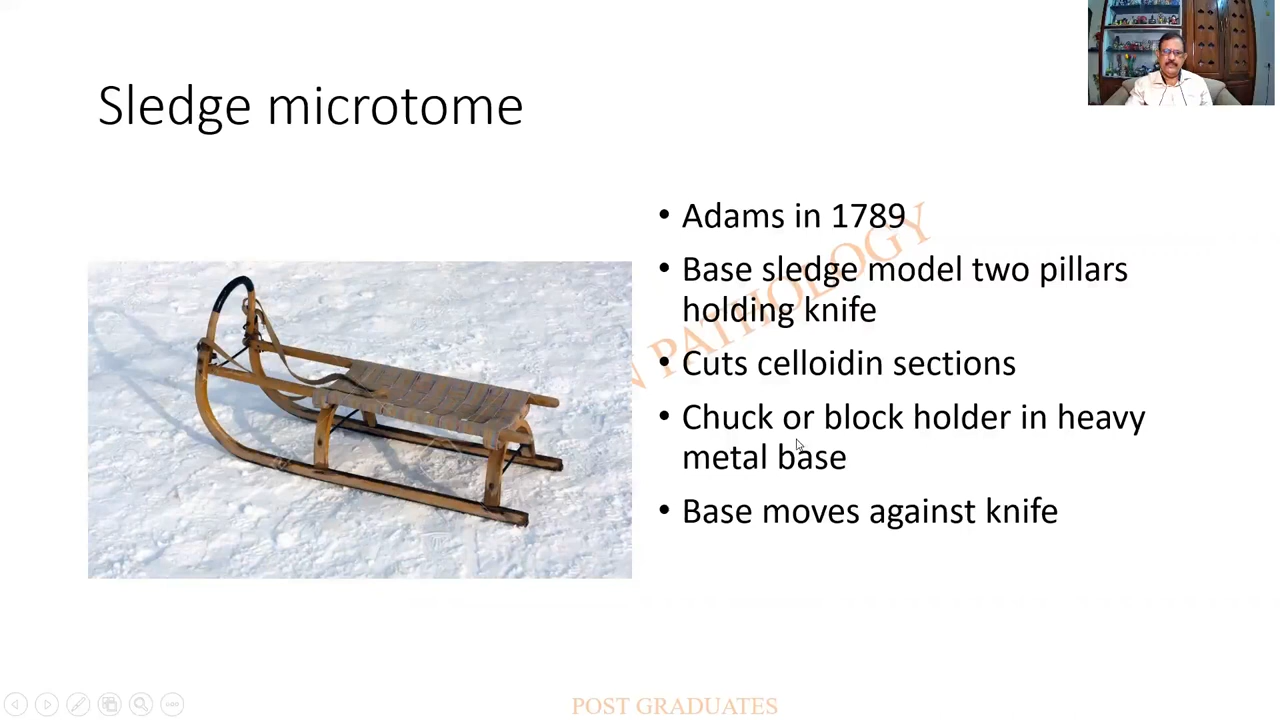 Sledge microtome
• Adams in 1789
• Base sledge model two pillars
holding knife
• Cuts celloidin sections
• Chuck or block holder in heavy
metal base
• Base moves against knife
N PATHOLOGY
POST GRADUATES